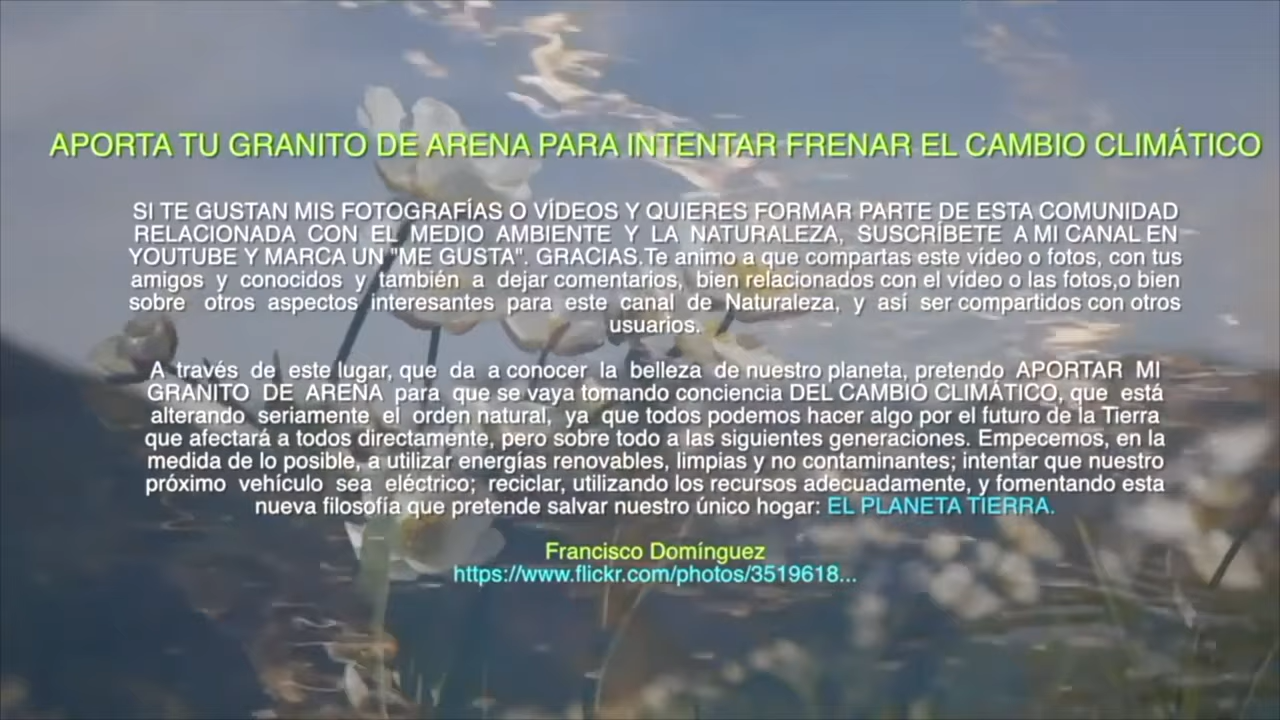 APORTA TU GRANITO DE ARENA PARA INTENTAR FRENAR EL CAMBIO CLIMÁTICO
SI TE GUSTAN MIS FOTOGRAFÍAS O VÍDEOS Y QUIERES FORMAR PARTE DE ESTA COMUNIDAD
RELACIONADA CON EL MEDIO AMBIENTE Y LA NATURALEZA, SUSCRÍBETE A MI CANAL EN
YOUTUBE Y MARCA UN "ME GUSTA". GRACIAS.Te animo a que compartas este vídeo o fotos, con tus
amigos y conocidos y también a dejar comentarios, bien relacionados con el vídeo o las fotos,o bien
sobre otros aspectos interesantes para este canal de Naturaleza, y así ser compartidos con otros
usuarios.
A través de este lugar, que da a conocer la belleza de nuestro planeta, pretendo APORTAR MI
GRANITO DE ARENA para que se vaya tomando conciencia DEL CAMBIO CLIMÁTICO, que está
alterando seriamente el orden natural, ya que todos podemos hacer algo por el futuro de la Tierra
que afectará a todos directamente, pero sobre todo a las siguientes generaciones. Empecemos, en la
medida de lo posible, a utilizar energías renovables, limpias y no contaminantes; intentar que nuestro
próximo vehículo sea eléctrico; reciclar, utilizando los recursos adecuadamente, y fomentando esta
nueva filosofía que pretende salvar nuestro único hogar: EL PLANETA TIERRA.
Francisco Domínguez
https://www.flickr.com/photos/3519618...